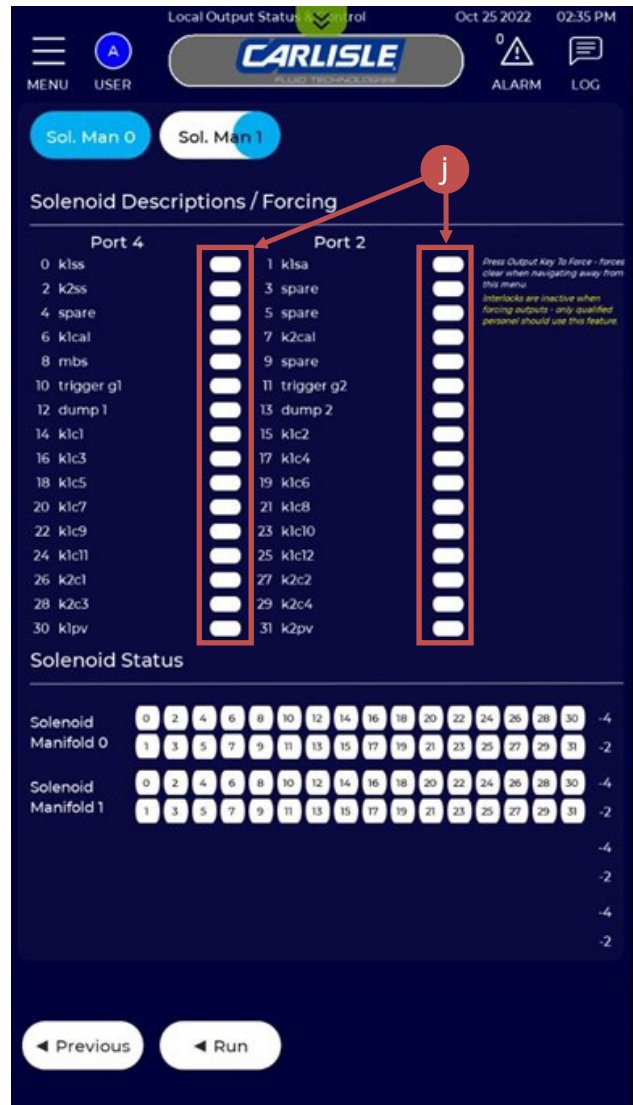 Local Output Status & Control Oct 25 2022 02:35 PM
A 0
CARLISLE
FLUID TECHNOLOGIES
MENU USER ALARM LOG
Sol. Man 0 Sol. Man 1
j
Solenoid Descriptions / Forcing
Port 4 Port 2
0 k1ss 1 k1sa
2 k2ss 3 spare
4 spare 5 spare
6 k1cal 7 k2cal
8 mbs 9 spare
10 trigger g1 11 trigger g2
12 dump 1 13 dump 2
14 k1c1 15 k1c2
16 k1c3 17 k1c4
18 k1c5 19 k1c6
20 k1c7 21 k1c8
22 k1c9 23 k1c10
24 k1c11 25 k1c12
26 k2c1 27 k2c2
28 k2c3 29 k2c4
30 k1pv 31 k2pv
Press Output Key To Force - forces
clear when navigating away from
this menu.
Interlocks are inactive when
forcing outputs - only qualified
personel should use this feature.
Solenoid Status
Solenoid
Manifold 0
0 2 4 6 8 10 12 14 16 18 20 22 24 26 28 30 -4
1 3 5 7 9 11 13 15 17 19 21 23 25 27 29 31 -2
Solenoid
Manifold 1
0 2 4 6 8 10 12 14 16 18 20 22 24 26 28 30 -4
1 3 5 7 9 11 13 15 17 19 21 23 25 27 29 31 -2
-4
-2
-4
-2
◄ Previous ◄ Run